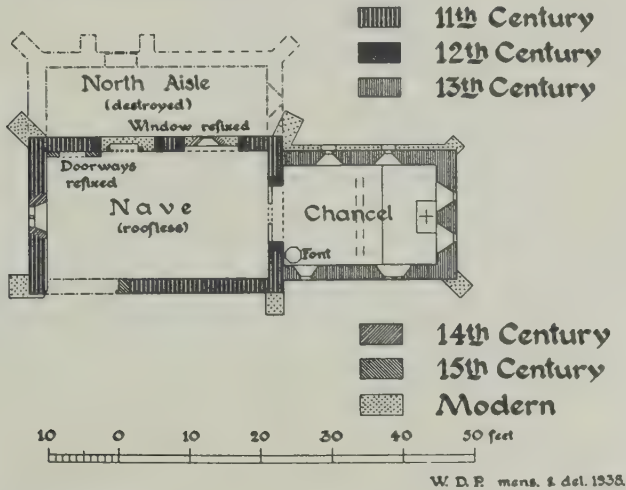 11th Century
12th Century
13th Century
North Aisle
(destroyed)
Window refixed
Doorways
refixed
Nave
(roofless)
Chancel
Font
14th Century
15th Century
Modern
10 0 10 20 30 40 50 feet
W. D. P. mens. & del. 1938.